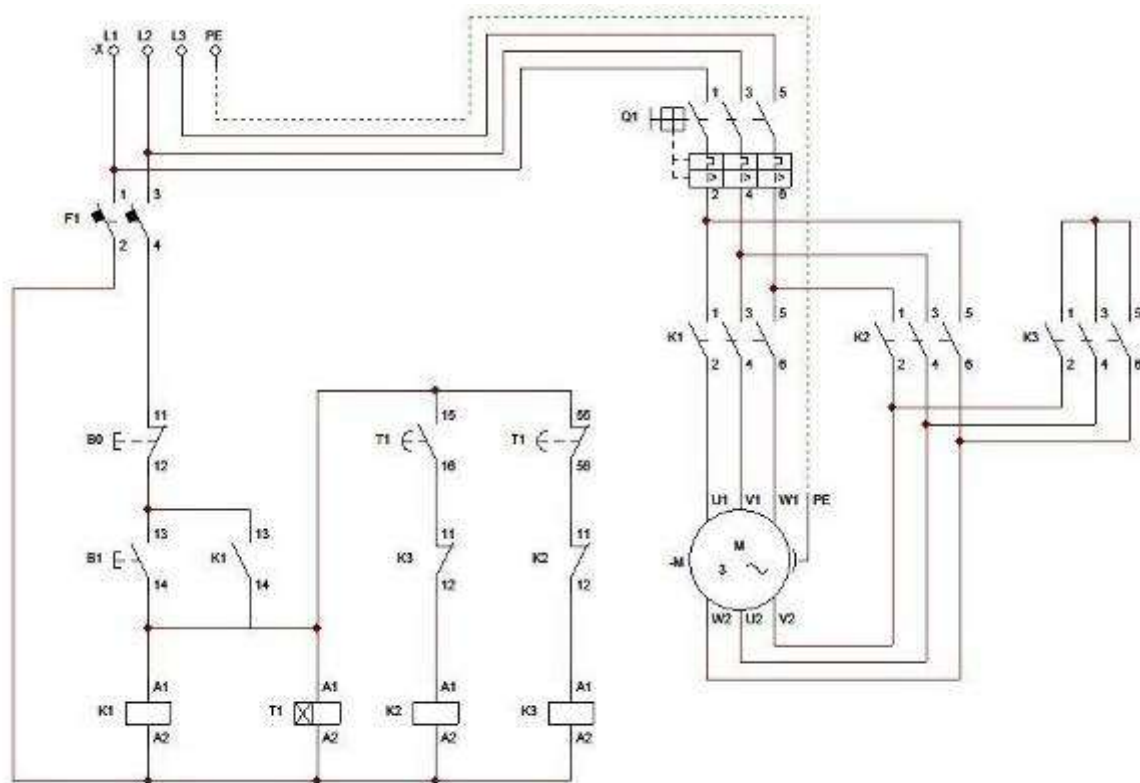 L1 L2 L3 PE
-X
1 3 5
Q1
2 4 6
1 3
F1
2 4
1 3 5
K1
2 4 6
1 3 5
K2
2 4 6
1 3 5
K3
2 4 6
11
B0
12
15
T1
16
55
T1
56
13
B1
14
13
K1
14
11
K3
12
11
K2
12
U1 V1 W1 PE
M
-M
3
W2 U2 V2
A1
K1
A2
A1
T1
A2
A1
K2
A2
A1
K3
A2